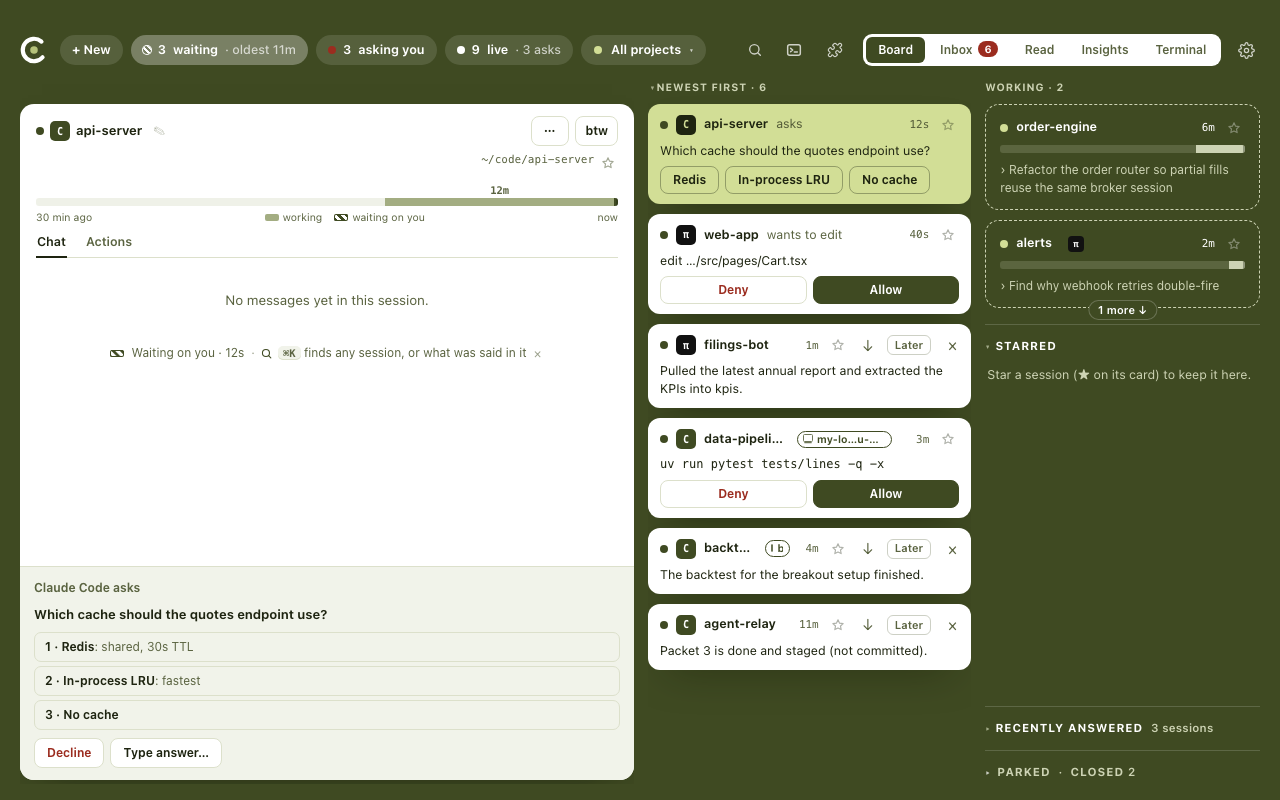 + New
3 waiting · oldest 11m
3 asking you
9 live · 3 asks
All projects
Board
Inbox 6
Read
Insights
Terminal
C api-server
...
btw
~/code/api-server
12m
30 min ago
working
waiting on you
now
Chat
Actions
No messages yet in this session.
Waiting on you · 12s · ⌘K finds any session, or what was said in it ×
Claude Code asks
Which cache should the quotes endpoint use?
1 · Redis: shared, 30s TTL
2 · In-process LRU: fastest
3 · No cache
Decline
Type answer...
NEWEST FIRST · 6
C api-server asks 12s
Which cache should the quotes endpoint use?
Redis
In-process LRU
No cache
π web-app wants to edit 40s
edit .../src/pages/Cart.tsx
Deny
Allow
π filings-bot 1m ↓ Later ×
Pulled the latest annual report and extracted the
KPIs into kpis.
C data-pipeli... my-lo...u-... 3m
uv run pytest tests/lines -q -x
Deny
Allow
C backt... 4m ↓ Later ×
The backtest for the breakout setup finished.
C agent-relay 11m ↓ Later ×
Packet 3 is done and staged (not committed).
WORKING · 2
order-engine 6m
› Refactor the order router so partial fills
reuse the same broker session
alerts π 2m
› Find why webhook retries double-fire
1 more ↓
STARRED
Star a session (★ on its card) to keep it here.
RECENTLY ANSWERED 3 sessions
PARKED · CLOSED 2